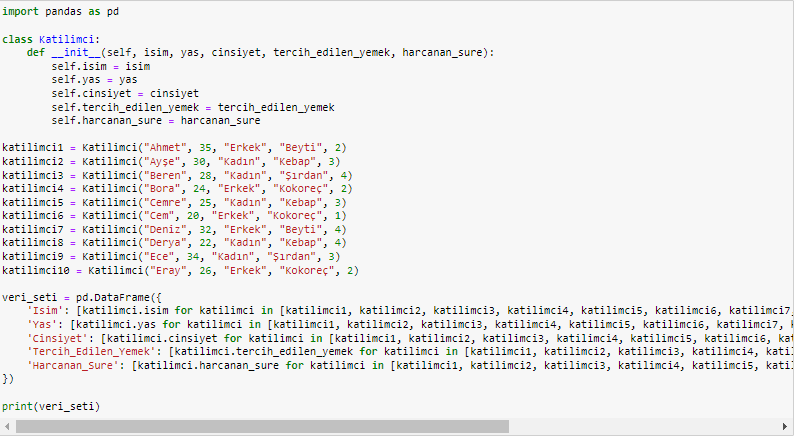 import pandas as pd
class Katilimci:
def __init__(self, isim, yas, cinsiyet, tercih_edilen_yemek, harcanan_sure):
self.isim = isim
self.yas = yas
self.cinsiyet = cinsiyet
self.tercih_edilen_yemek = tercih_edilen_yemek
self.harcanan_sure = harcanan_sure
katilimci1 = Katilimci("Ahmet", 35, "Erkek", "Beyti", 2)
katilimci2 = Katilimci("Ayşe", 30, "Kadın", "Kebap", 3)
katilimci3 = Katilimci("Beren", 28, "Kadın", "Şırdan", 4)
katilimci4 = Katilimci("Bora", 24, "Erkek", "Kokoreç", 2)
katilimci5 = Katilimci("Cemre", 25, "Kadın", "Kebap", 3)
katilimci6 = Katilimci("Cem", 20, "Erkek", "Kokoreç", 1)
katilimci7 = Katilimci("Deniz", 32, "Erkek", "Beyti", 4)
katilimci8 = Katilimci("Derya", 22, "Kadın", "Kebap", 4)
katilimci9 = Katilimci("Ece", 34, "Kadın", "Şırdan", 3)
katilimci10 = Katilimci("Eray", 26, "Erkek", "Kokoreç", 2)
veri_seti = pd.DataFrame({
'Isim': [katilimci.isim for katilimci in [katilimci1, katilimci2, katilimci3, katilimci4, katilimci5, katilimci6, katilimci7,
'Yas': [katilimci.yas for katilimci in [katilimci1, katilimci2, katilimci3, katilimci4, katilimci5, katilimci6, katilimci7,
'Cinsiyet': [katilimci.cinsiyet for katilimci in [katilimci1, katilimci2, katilimci3, katilimci4, katilimci5, katilimci6,
'Tercih_Edilen_Yemek': [katilimci.tercih_edilen_yemek for katilimci in [katilimci1, katilimci2, katilimci3, katilimci4,
'Harcanan_Sure': [katilimci.harcanan_sure for katilimci in [katilimci1, katilimci2, katilimci3, katilimci4, katilimci5,
})
print(veri_seti)